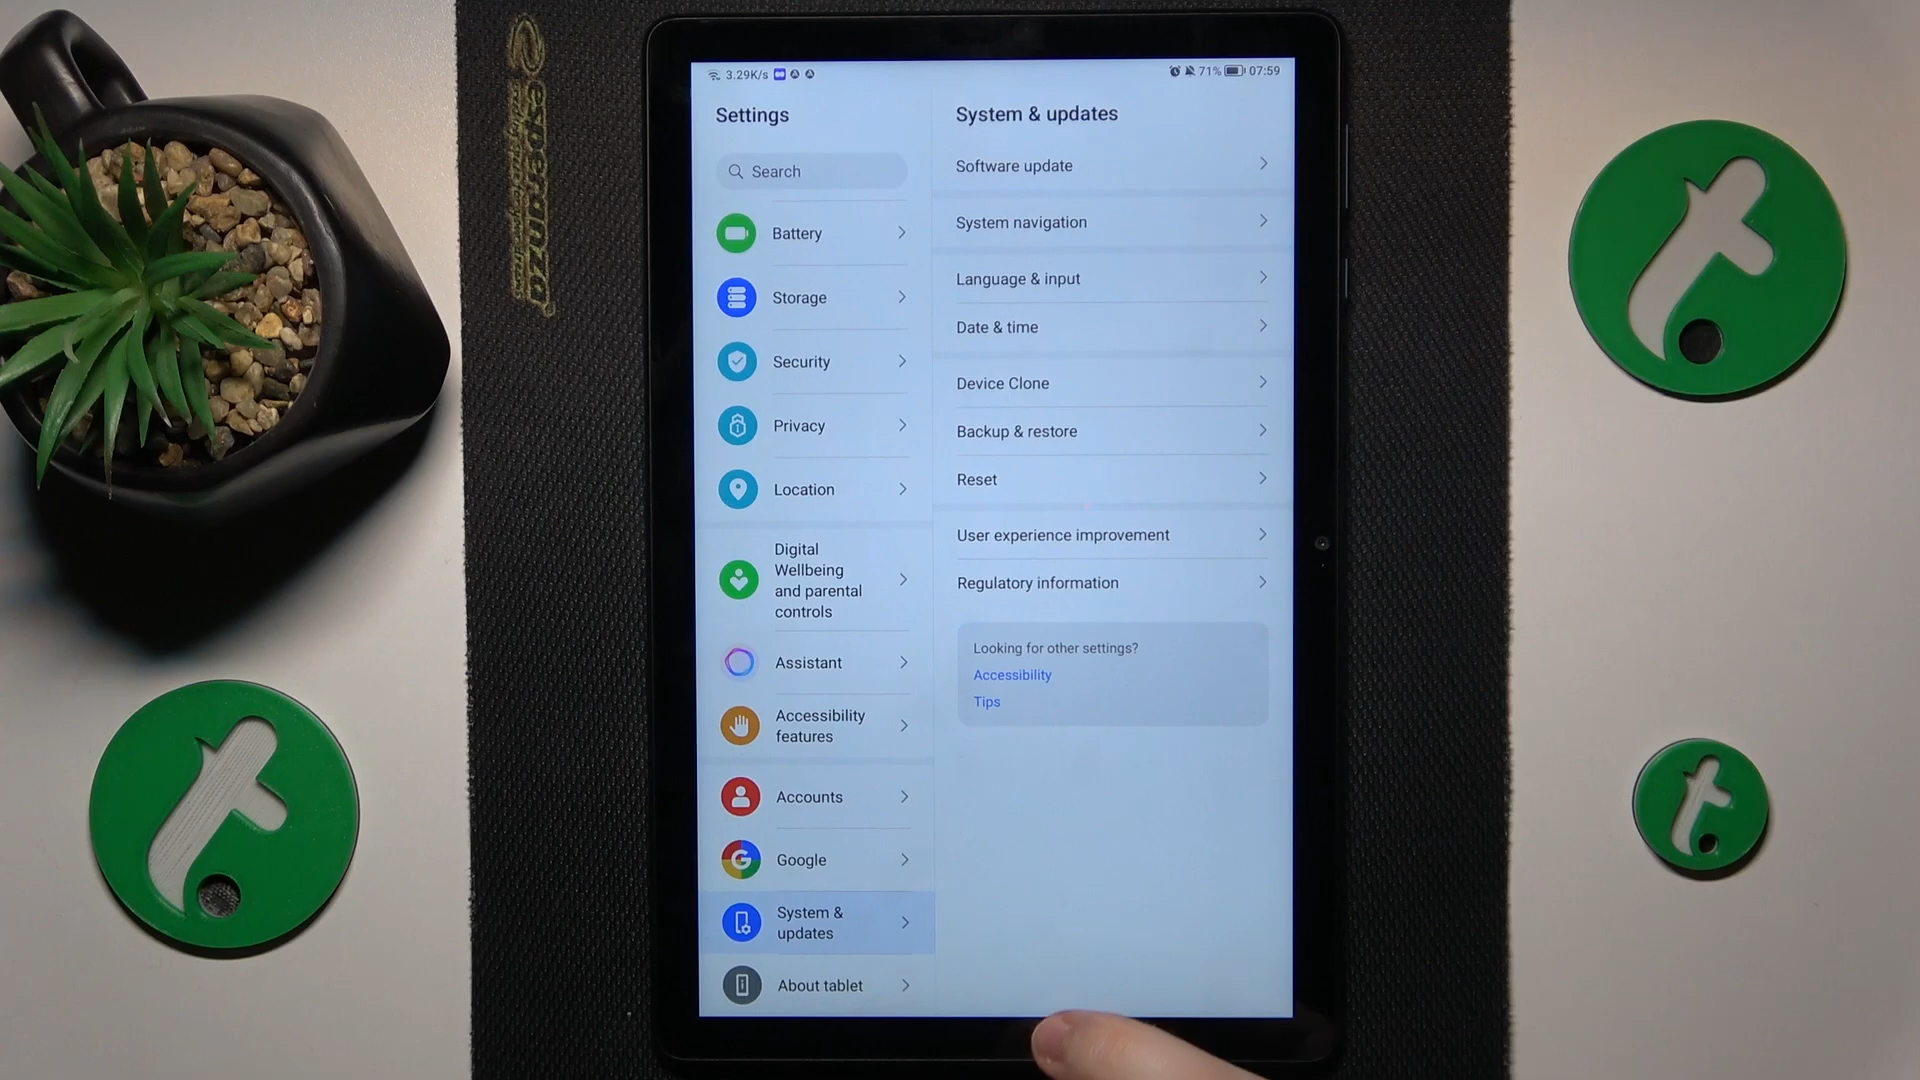 esperanza
3.29K/s
71% 07:59
Settings
Search
Battery
Storage
Security
Privacy
Location
Digital
Wellbeing
and parental
controls
Assistant
Accessibility
features
Accounts
Google
System &
updates
About tablet
System & updates
Software update
System navigation
Language & input
Date & time
Device Clone
Backup & restore
Reset
User experience improvement
Regulatory information
Looking for other settings?
Accessibility
Tips